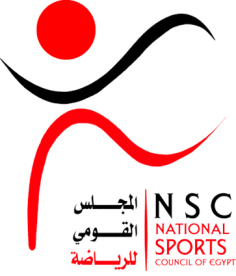 المجلس
القومي
للرياضة
NSC
NATIONAL
SPORTS
COUNCIL OF EGYPT